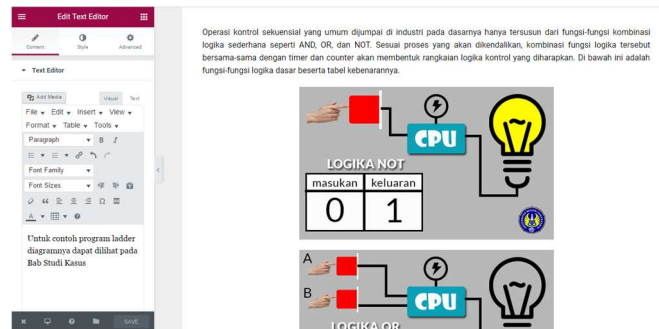 Edit Text Editor
Content Style Advanced
Text Editor
Add Media Visual Text
File Edit Insert View
Format Table Tools
Paragraph B I
Font Family
Font Sizes
A
Untuk contoh program ladder
diagramnya dapat dilihat pada
Bab Studi Kasus
SAVE
Operasi kontrol sekuensial yang umum dijumpai di industri pada dasarnya hanya tersusun dari fungsi-fungsi kombinasi
logika sederhana seperti AND, OR, dan NOT. Sesuai proses yang akan dikendalikan, kombinasi fungsi logika tersebut
bersama-sama dengan timer dan counter akan membentuk rangkaian logika kontrol yang diharapkan. Di bawah ini adalah
fungsi-fungsi logika dasar beserta tabel kebenarannya.
CPU
LOGIKA NOT
masukan keluaran
0 1
A
B
CPU
LOGIKA OR